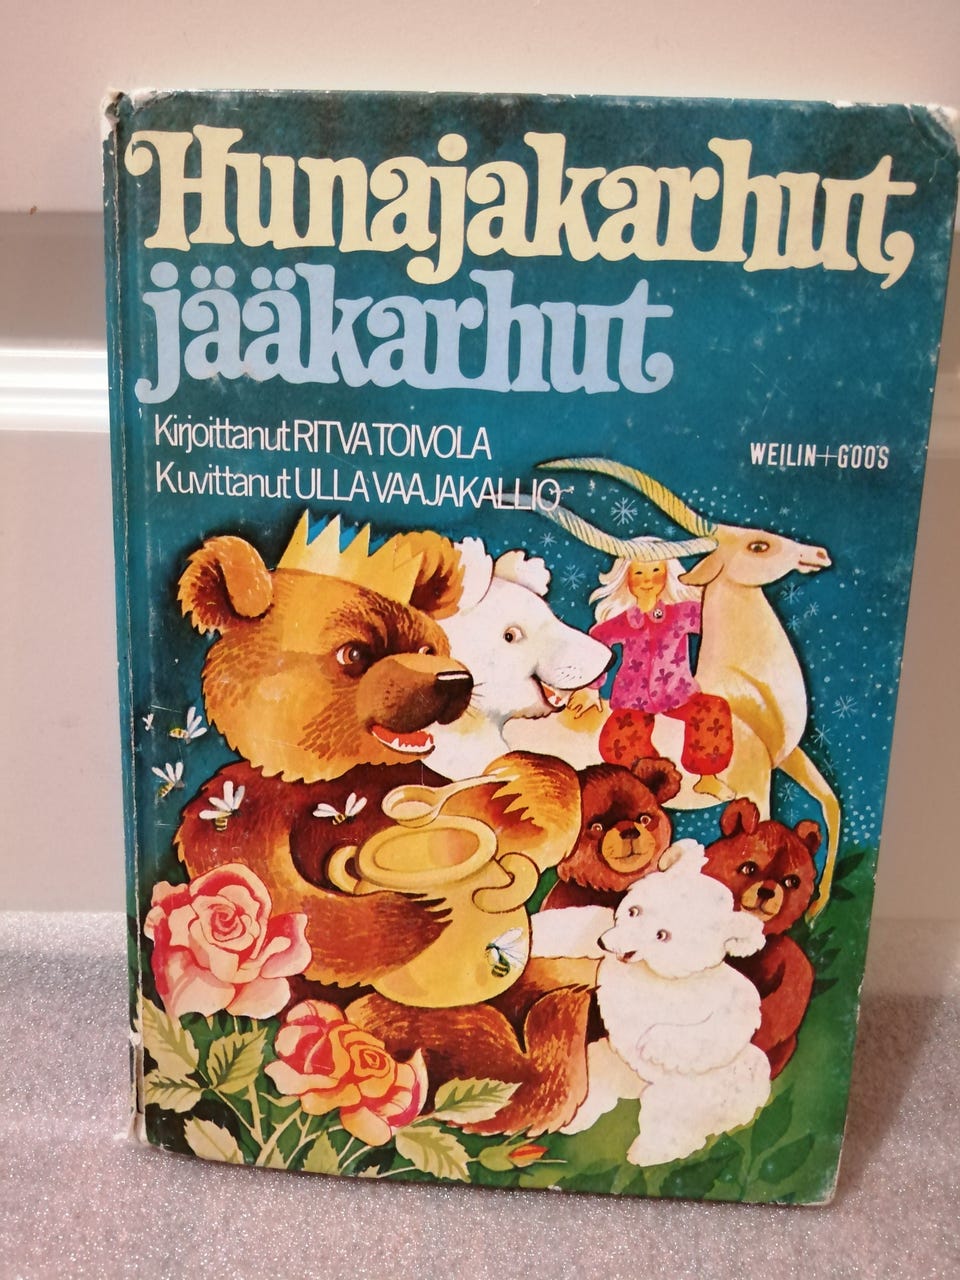 Hunajakarhut,
jääkarhut
Kirjoittanut RITVA TOIVOLA
Kuvittanut ULLA VAAJAKALLIO
WEILIN+GÖÖS